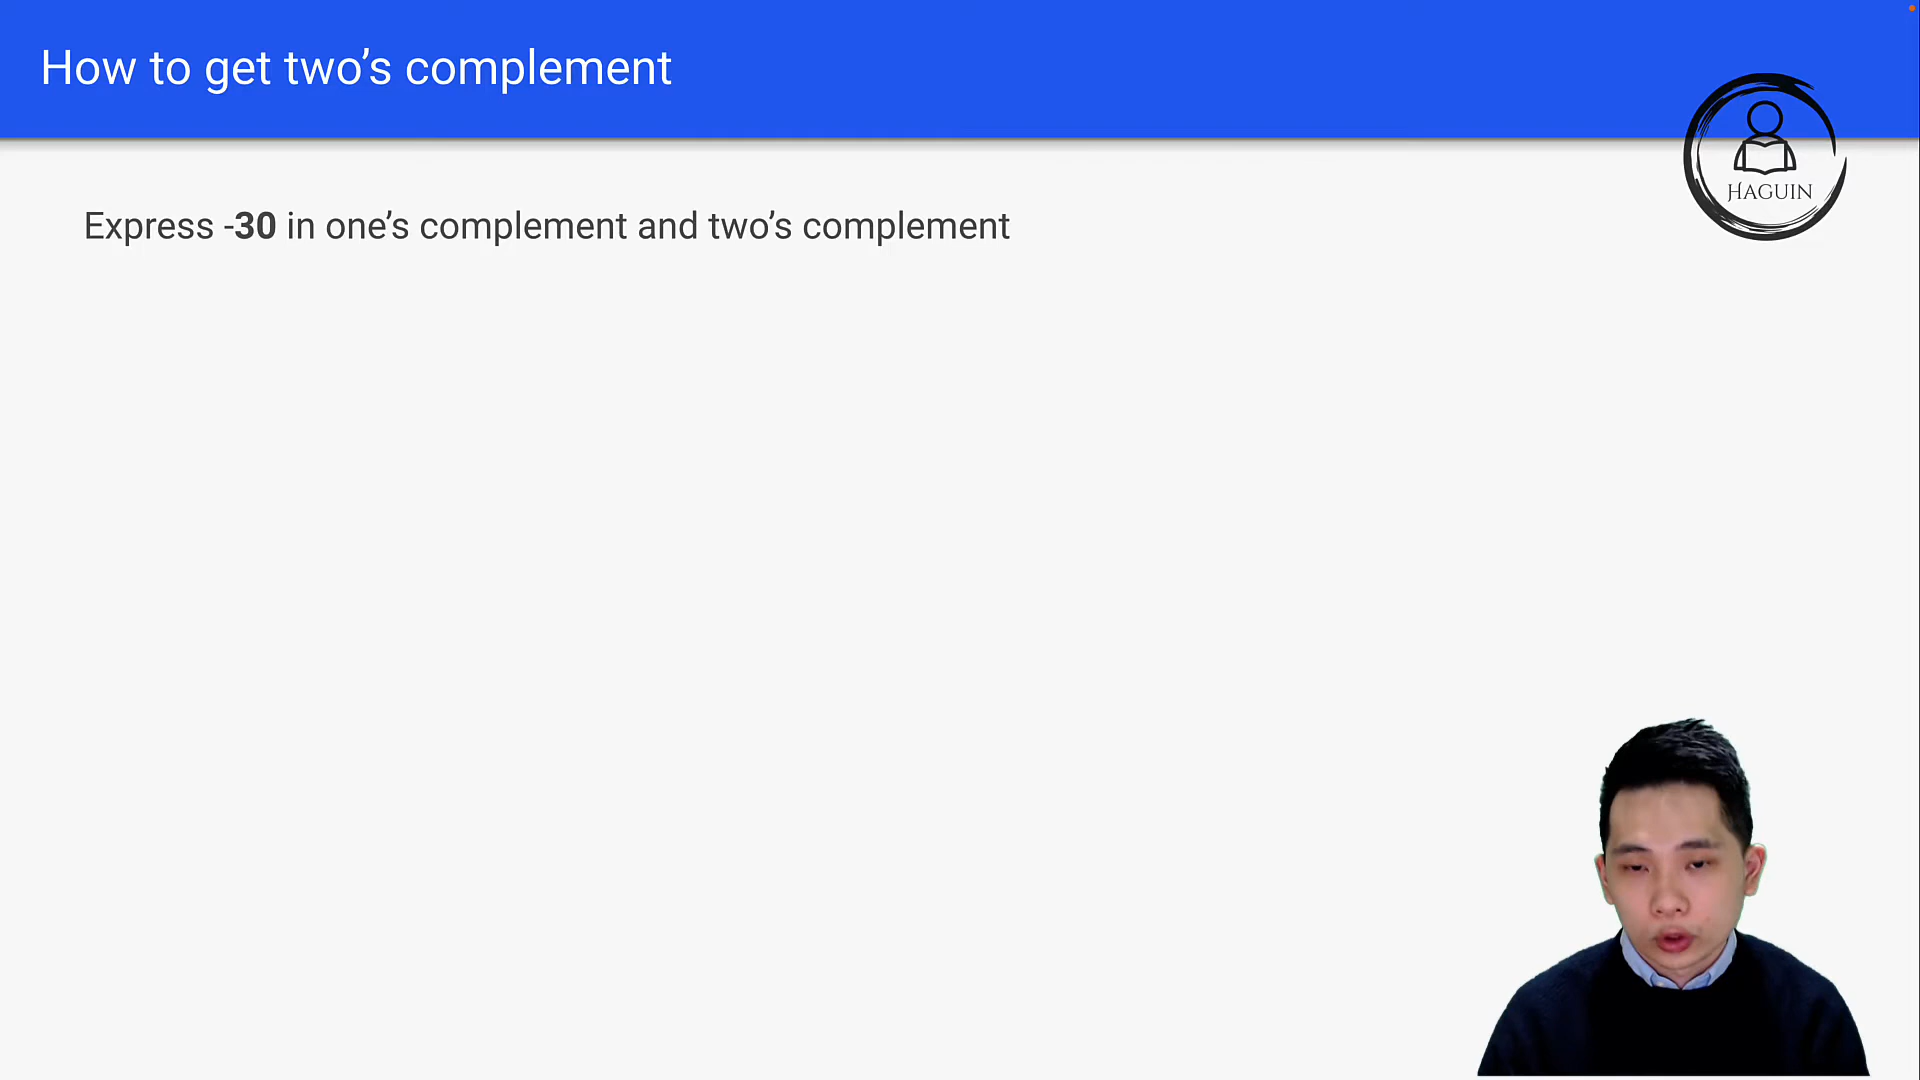 How to get two’s complement
HAGUIN
Express -30 in one’s complement and two’s complement